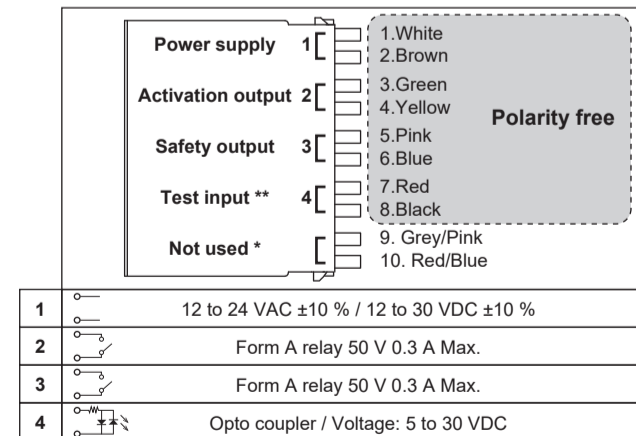 Power supply 1
1.White
2.Brown
Activation output 2
3.Green
4.Yellow
Polarity free
Safety output 3
5.Pink
6.Blue
Test input ** 4
7.Red
8.Black
Not used *
9. Grey/Pink
10. Red/Blue
1 12 to 24 VAC ±10 % / 12 to 30 VDC ±10 %
2 Form A relay 50 V 0.3 A Max.
3 Form A relay 50 V 0.3 A Max.
4 Opto coupler / Voltage: 5 to 30 VDC